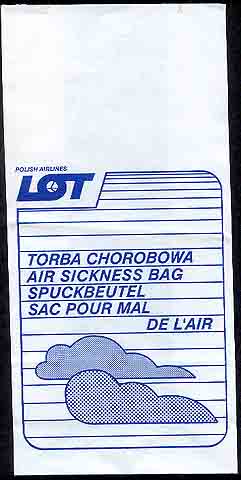 POLISH AIRLINES
LOT
TORBA CHOROBOWA
AIR SICKNESS BAG
SPUCKBEUTEL
SAC POUR MAL
DE L'AIR